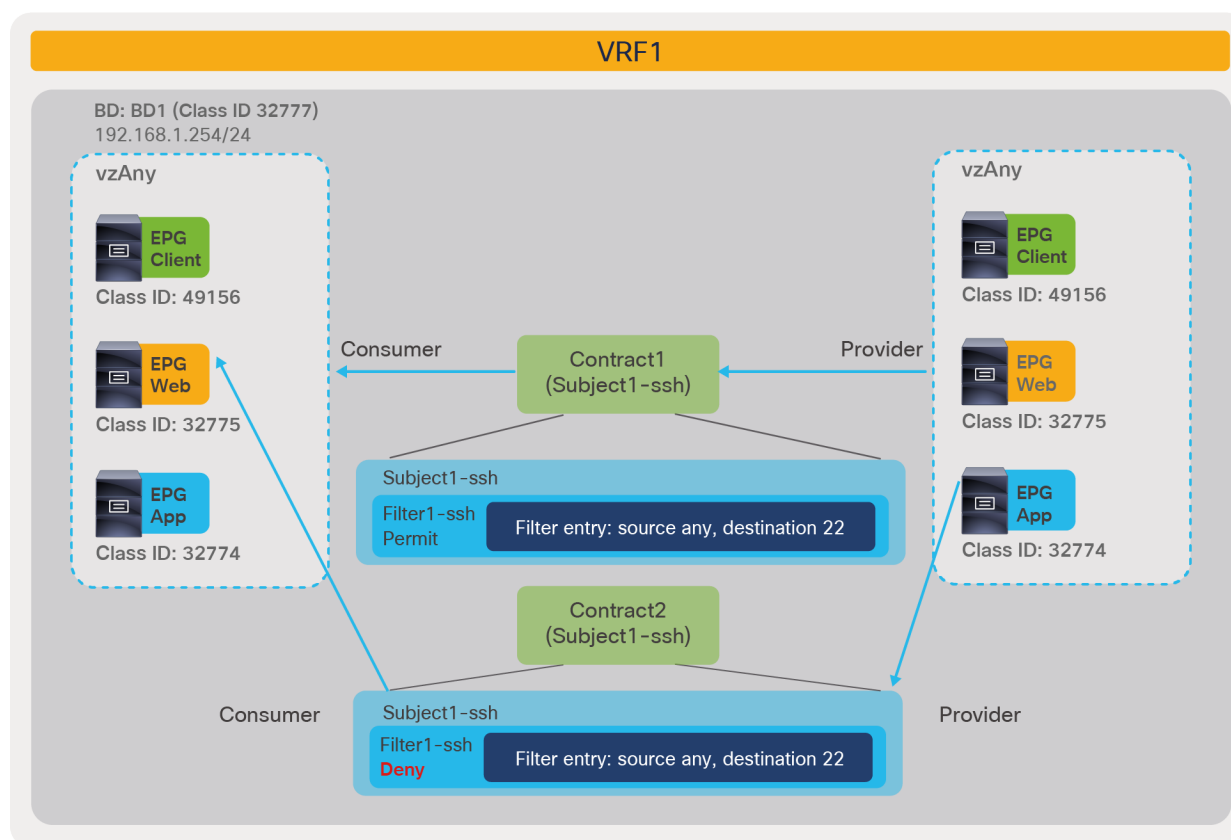 VRF1
BD: BD1 (Class ID 32777)
192.168.1.254/24
vzAny
EPG
Client
Class ID: 49156
EPG
Web
Class ID: 32775
EPG
App
Class ID: 32774
vzAny
EPG
Client
Class ID: 49156
EPG
Web
Class ID: 32775
EPG
App
Class ID: 32774
Consumer
Contract1
(Subject1-ssh)
Provider
Subject1-ssh
Filter1-ssh
Permit
Filter entry: source any, destination 22
Contract2
(Subject1-ssh)
Consumer
Provider
Subject1-ssh
Filter1-ssh
Deny
Filter entry: source any, destination 22